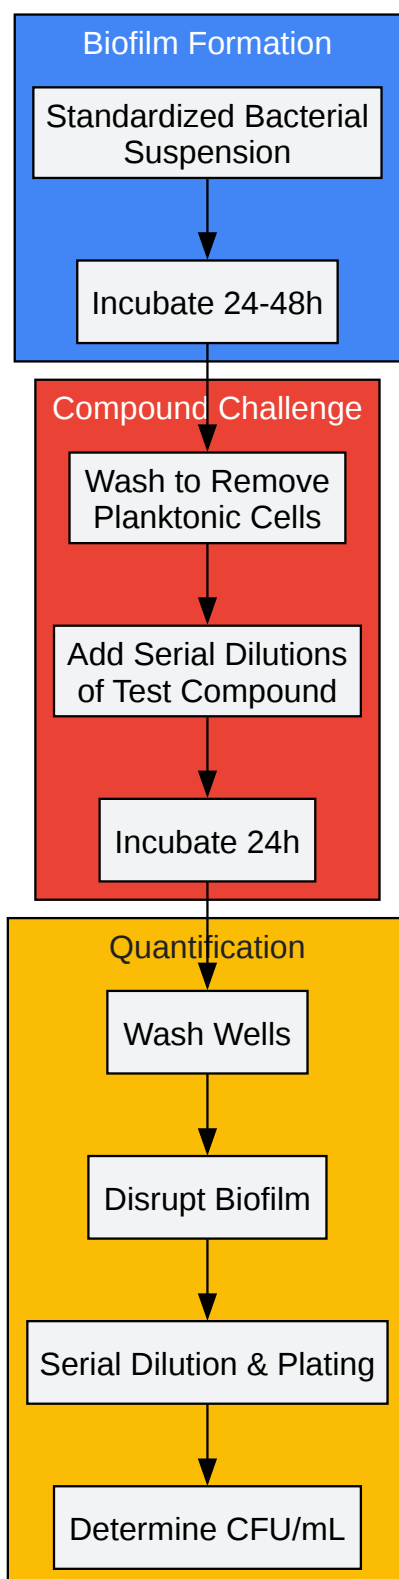 Biofilm Formation
Standardized Bacterial
Suspension
Incubate 24-48h
Compound Challenge
Wash to Remove
Planktonic Cells
Add Serial Dilutions
of Test Compound
Incubate 24h
Quantification
Wash Wells
Disrupt Biofilm
Serial Dilution & Plating
Determine CFU/mL